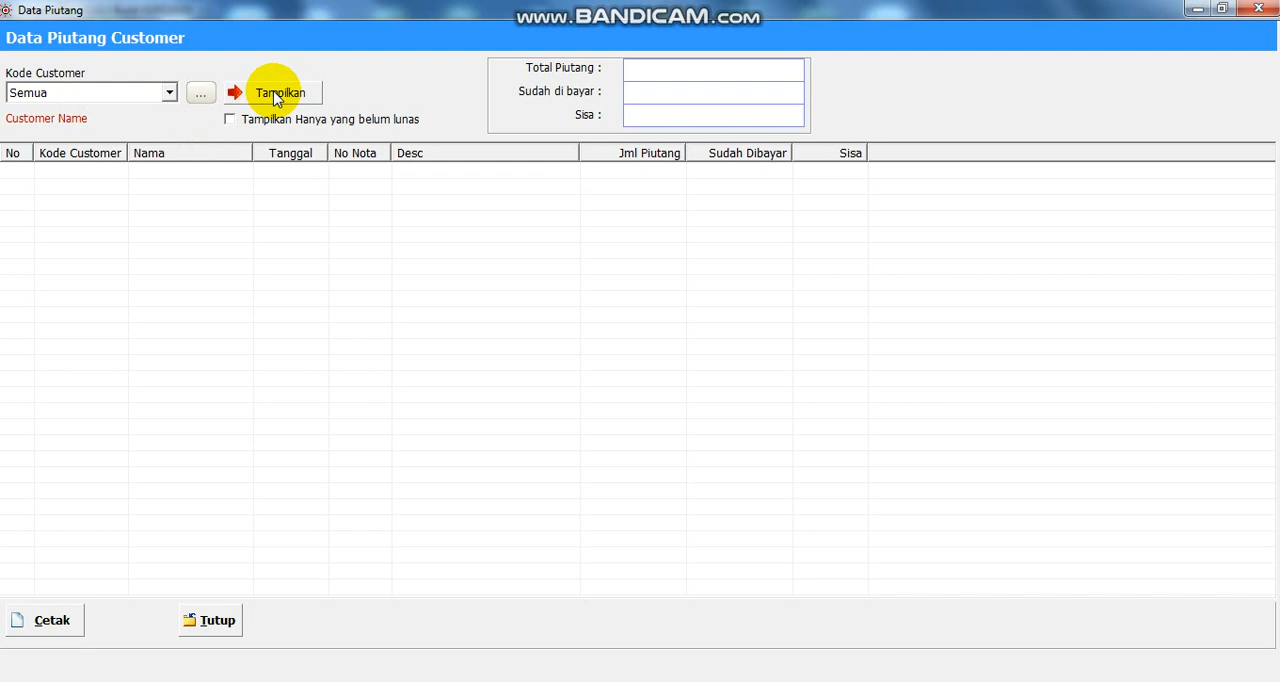 Data Piutang
www.BANDICAM.com
Data Piutang Customer
Kode Customer
Semua
...
Tampilkan
Customer Name
Tampilkan Hanya yang belum lunas
Total Piutang :
Sudah di bayar :
Sisa :
No Kode Customer Nama Tanggal No Nota Desc Jml Piutang Sudah Dibayar Sisa
Cetak
Tutup